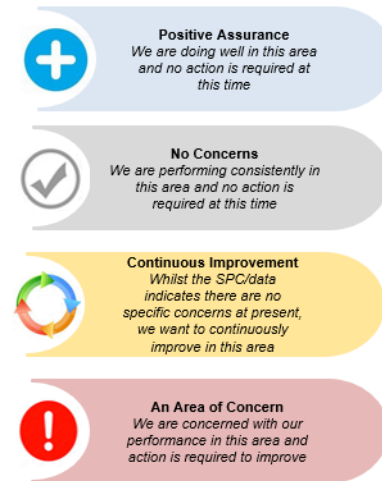 Positive Assurance
We are doing well in this area
and no action is required at
this time
No Concerns
We are performing consistently in
this area and no action is
required at this time
Continuous Improvement
Whilst the SPC/data
indicates there are no
specific concerns at present,
we want to continuously
improve in this area
An Area of Concern
We are concerned with our
performance in this area and
action is required to improve